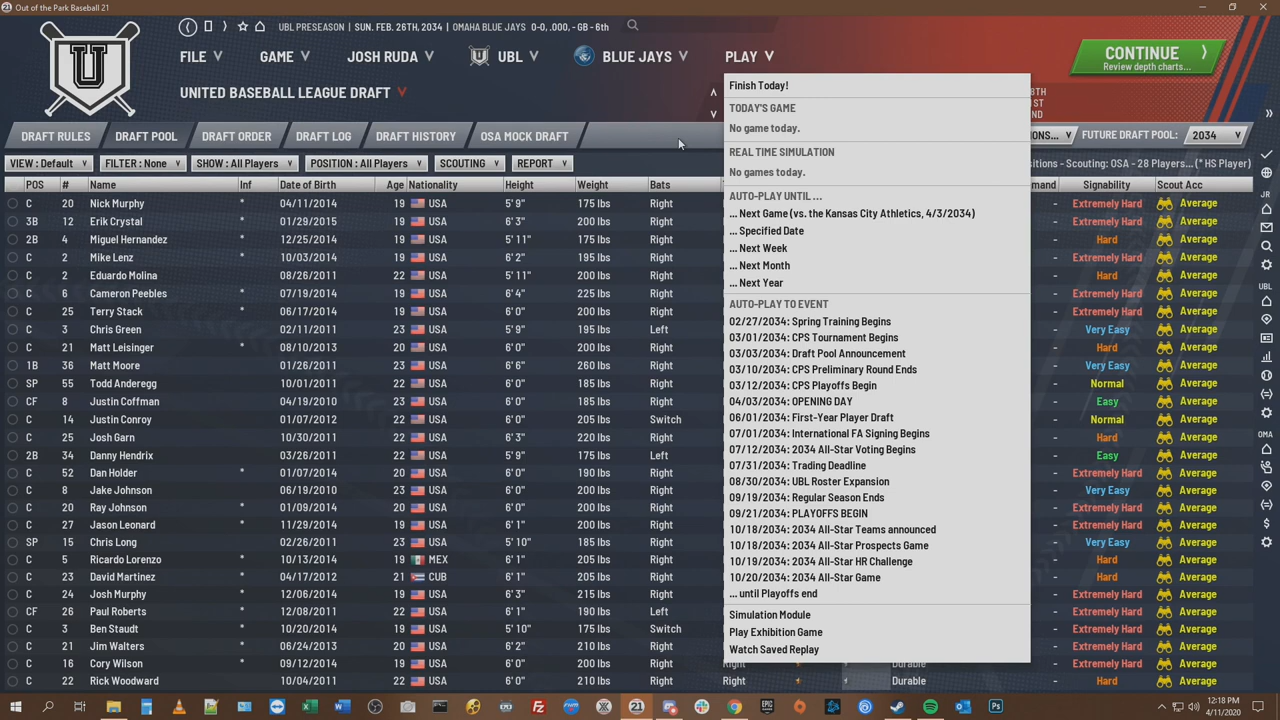 Out of the Park Baseball 21
UBL PRESEASON | SUN. FEB. 26TH, 2034 | OMAHA BLUE JAYS 0-0, .000, - GB - 6th
FILE GAME JOSH RUDA UBL BLUE JAYS PLAY
CONTINUE
Review depth charts...
UNITED BASEBALL LEAGUE DRAFT
DRAFT RULES DRAFT POOL DRAFT ORDER DRAFT LOG DRAFT HISTORY OSA MOCK DRAFT
FUTURE DRAFT POOL: 2034
VIEW : Default FILTER : None SHOW : All Players POSITION : All Players SCOUTING REPORT
sitions - Scouting: OSA - 28 Players... (* HS Player)
POS # Name Inf Date of Birth Age Nationality Height Weight Bats mand Signability Scout Acc
C 20 Nick Murphy * 04/11/2014 19 USA 5' 9" 175 lbs Right - Extremely Hard Average
3B 12 Erik Crystal * 01/29/2015 19 USA 6' 3" 200 lbs Right - Extremely Hard Average
2B 4 Miguel Hernandez * 12/25/2014 19 USA 5' 11" 175 lbs Right - Hard Average
C 2 Mike Lenz * 10/03/2014 19 USA 6' 2" 195 lbs Right - Extremely Hard Average
C 2 Eduardo Molina 08/26/2011 22 USA 5' 11" 200 lbs Right - Hard Average
C 6 Cameron Peebles * 07/19/2014 19 USA 6' 4" 225 lbs Right - Extremely Hard Average
C 25 Terry Stack * 06/17/2014 19 USA 6' 0" 200 lbs Right - Extremely Hard Average
C 3 Chris Green 02/11/2011 23 USA 5' 9" 195 lbs Left - Very Easy Average
C 21 Matt Leisinger * 08/10/2013 20 USA 6' 0" 200 lbs Right - Hard Average
1B 36 Matt Moore 02/21/2011 23 USA 6' 6" 260 lbs Right - Very Easy Average
SP 55 Todd Anderegg 10/01/2011 22 USA 6' 0" 185 lbs Right - Normal Average
CF 8 Justin Coffman 04/19/2010 23 USA 6' 0" 185 lbs Right - Easy Average
C 14 Justin Conroy 01/07/2012 22 USA 6' 0" 185 lbs Switch - Normal Average
C 25 Josh Garn 10/30/2011 22 USA 6' 3" 220 lbs Right - Hard Average
2B 34 Danny Hendrix 03/26/2011 22 USA 5' 9" 175 lbs Left - Easy Average
C 52 Dan Holder * 01/07/2014 20 USA 6' 0" 190 lbs Right - Extremely Hard Average
C 8 Jake Johnson 06/19/2010 23 USA 6' 0" 200 lbs Right - Very Easy Average
C 20 Ray Johnson * 01/09/2014 20 USA 6' 0" 200 lbs Right - Extremely Hard Average
C 27 Jason Leonard * 11/29/2014 19 USA 6' 1" 200 lbs Right - Extremely Hard Average
SP 15 Chris Long 02/26/2011 23 USA 5' 10" 185 lbs Right - Very Easy Average
C 5 Ricardo Lorenzo * 10/13/2014 19 MEX 6' 1" 205 lbs Right - Hard Average
C 23 David Martinez * 04/17/2012 21 CUB 6' 6" 205 lbs Right - Hard Average
C 24 Josh Murphy * 12/06/2014 19 USA 6' 3" 215 lbs Right - Extremely Hard Average
CF 26 Paul Roberts * 12/08/2011 22 USA 6' 1" 190 lbs Left - Extremely Hard Average
C 3 Ben Staudt * 10/20/2014 19 USA 5' 10" 175 lbs Switch - Extremely Hard Average
C 21 Jim Walters * 06/24/2013 20 USA 6' 2" 210 lbs Right - Extremely Hard Average
C 16 Cory Wilson * 09/12/2014 19 USA 6' 0" 200 lbs Right Right Durable - Extremely Hard Average
C 22 Rick Woodward * 10/04/2011 22 USA 6' 0" 210 lbs Right Right Durable - Hard Average
Finish Today!
TODAY'S GAME
No game today.
REAL TIME SIMULATION
No games today.
AUTO-PLAY UNTIL ...
... Next Game (vs. the Kansas City Athletics, 4/3/2034)
... Specified Date
... Next Week
... Next Month
... Next Year
AUTO-PLAY TO EVENT
02/27/2034: Spring Training Begins
03/01/2034: CPS Tournament Begins
03/03/2034: Draft Pool Announcement
03/10/2034: CPS Preliminary Round Ends
03/12/2034: CPS Playoffs Begin
04/03/2034: OPENING DAY
06/01/2034: First-Year Player Draft
07/01/2034: International FA Signing Begins
07/12/2034: 2034 All-Star Voting Begins
07/31/2034: Trading Deadline
08/30/2034: UBL Roster Expansion
09/19/2034: Regular Season Ends
09/21/2034: PLAYOFFS BEGIN
10/18/2034: 2034 All-Star Teams announced
10/18/2034: 2034 All-Star Prospects Game
10/19/2034: 2034 All-Star HR Challenge
10/20/2034: 2034 All-Star Game
... until Playoffs end
Simulation Module
Play Exhibition Game
Watch Saved Replay
JR
UBL
OMA
12:18 PM
4/11/2020